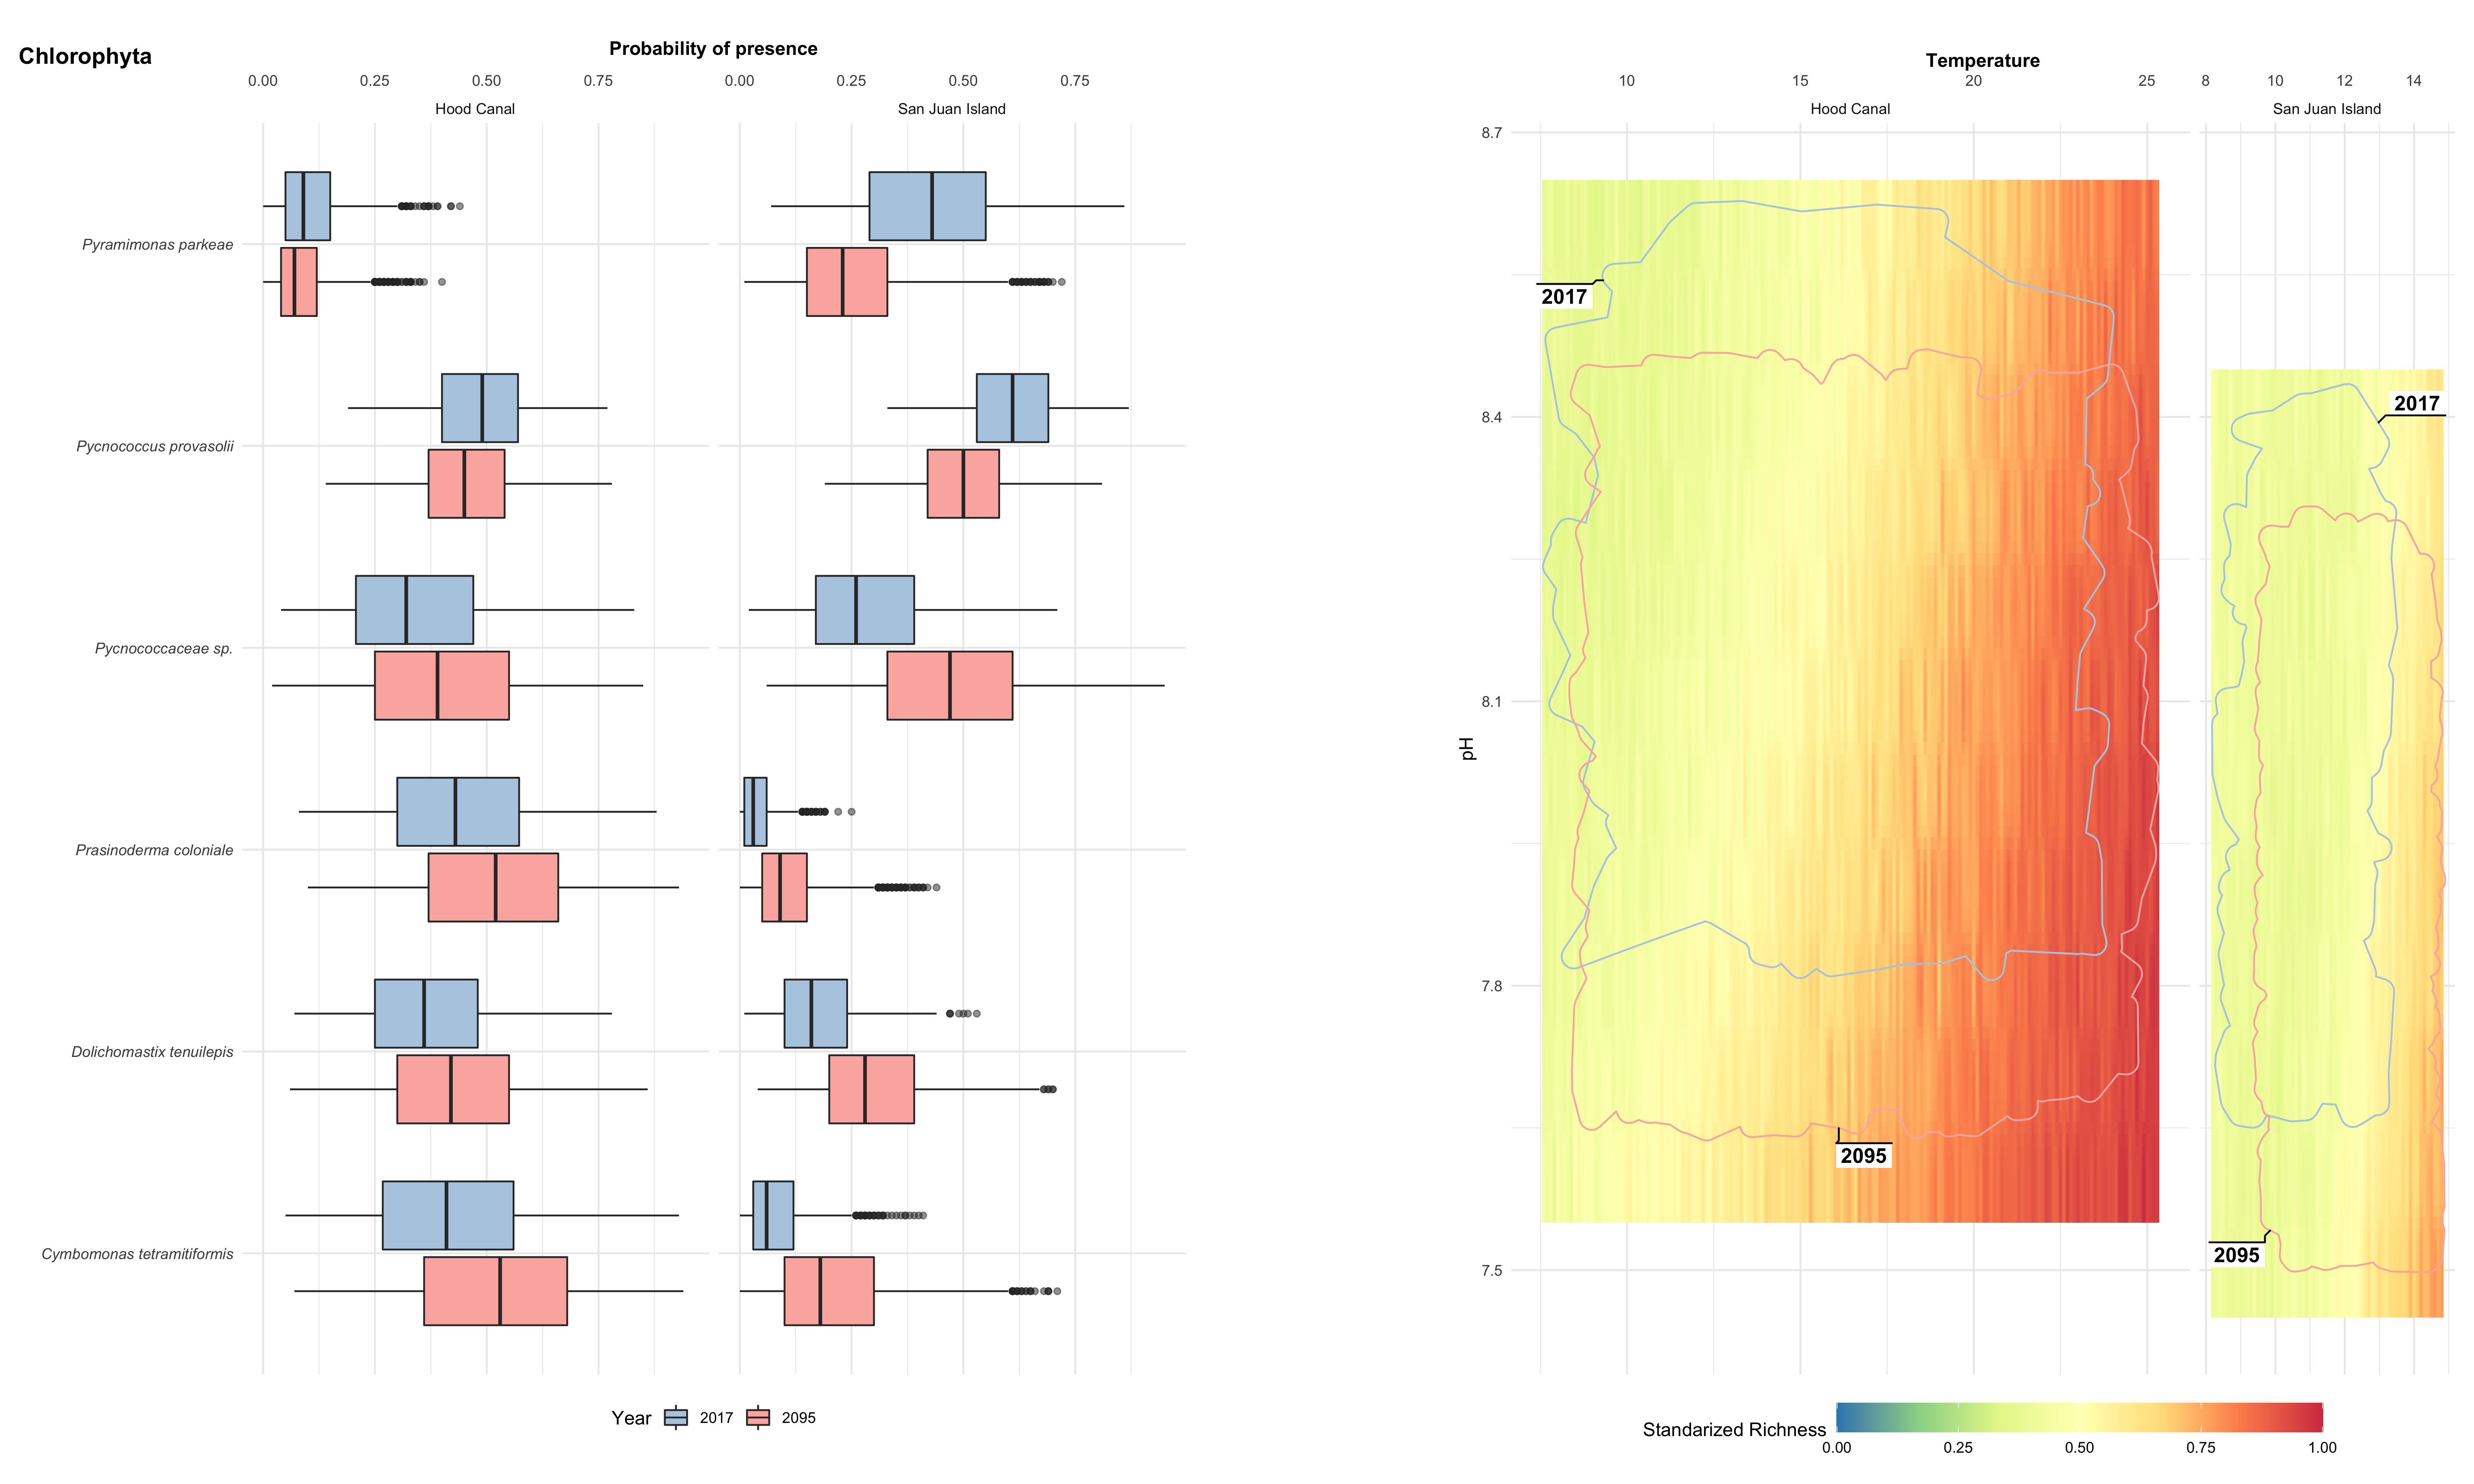 Chlorophyta
Probability of presence
0.00 0.25 0.50 0.75 0.00 0.25 0.50 0.75
Hood Canal San Juan Island
Pyramimonas parkeae
Pycnococcus provasolii
Pycnococcaceae sp.
Prasinoderma coloniale
Dolichomastix tenuilepis
Cymbomonas tetramitiformis
Year 2017 2095
Temperature
10 15 20 25 8 10 12 14
Hood Canal San Juan Island
8.7
8.4
8.1
7.8
7.5
pH
2017
2017
2095
2095
Standarized Richness
0.00 0.25 0.50 0.75 1.00